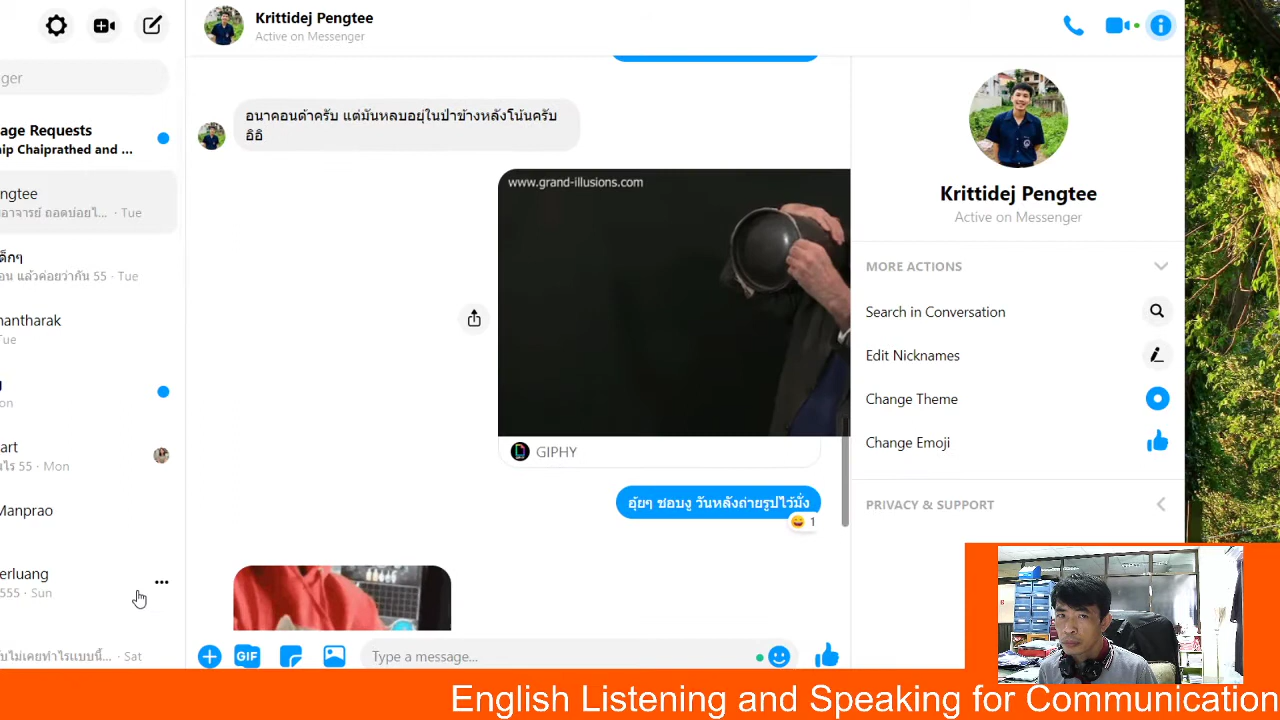 Krittidej Pengtee
Active on Messenger
ger
age Requests
hip Chaiprathed and ...
ngtee
อาจารย์ ถอดบ่อยไ... · Tue
ด็กๆ
อน แล้วค่อยว่ากัน 55 · Tue
nantharak
Tue
on
art
นไร 55 · Mon
Manprao
erluang
555 · Sun
รับไม่เคยทำไรแบบนี้... · Sat
อนาคอนด้าครับ แต่มันหลบอยุ่ในป่าข้างหลังโน้นครับ
อิอิ
www.grand-illusions.com
GIPHY
อุ้ยๆ ชอบงู วันหลังถ่ายรูปไว้มั่ง
1
GIF
Type a message...
Krittidej Pengtee
Active on Messenger
MORE ACTIONS
Search in Conversation
Edit Nicknames
Change Theme
Change Emoji
PRIVACY & SUPPORT
English Listening and Speaking for Communication